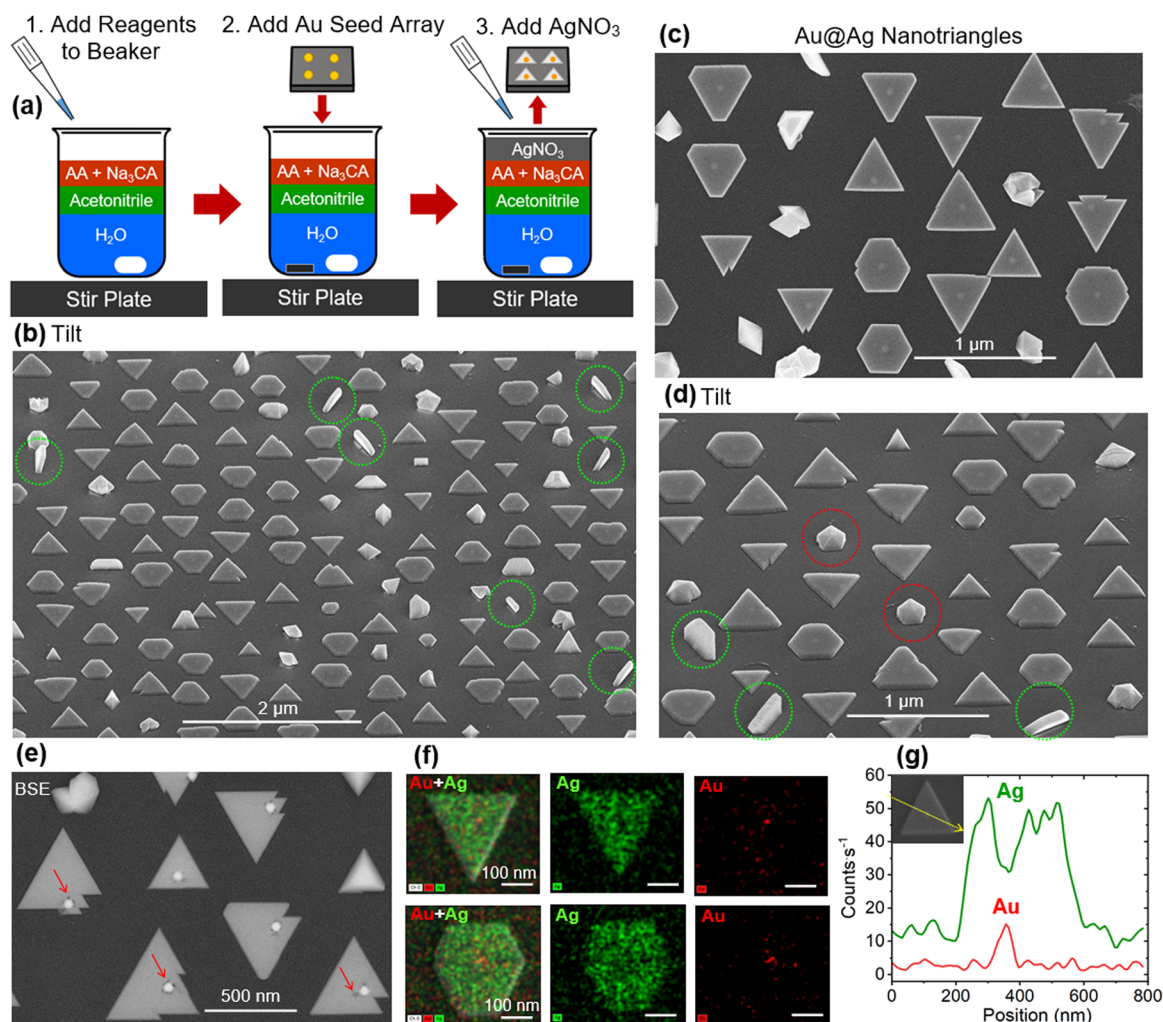 1. Add Reagents
to Beaker
2. Add Au Seed Array
3. Add AgNO₃
(a)
AA + Na₃CA
Acetonitrile
H₂O
Stir Plate
AA + Na₃CA
Acetonitrile
H₂O
Stir Plate
AgNO₃
AA + Na₃CA
Acetonitrile
H₂O
Stir Plate
(b) Tilt
2 µm
(c)
Au@Ag Nanotriangles
1 µm
(d) Tilt
1 µm
(e)
BSE
500 nm
(f)
Au+Ag
100 nm
Ag
Au
Au+Ag
100 nm
Ag
Au
(g)
Counts·s⁻¹
60
50
40
30
20
10
0
Ag
Au
0 200 400 600 800
Position (nm)